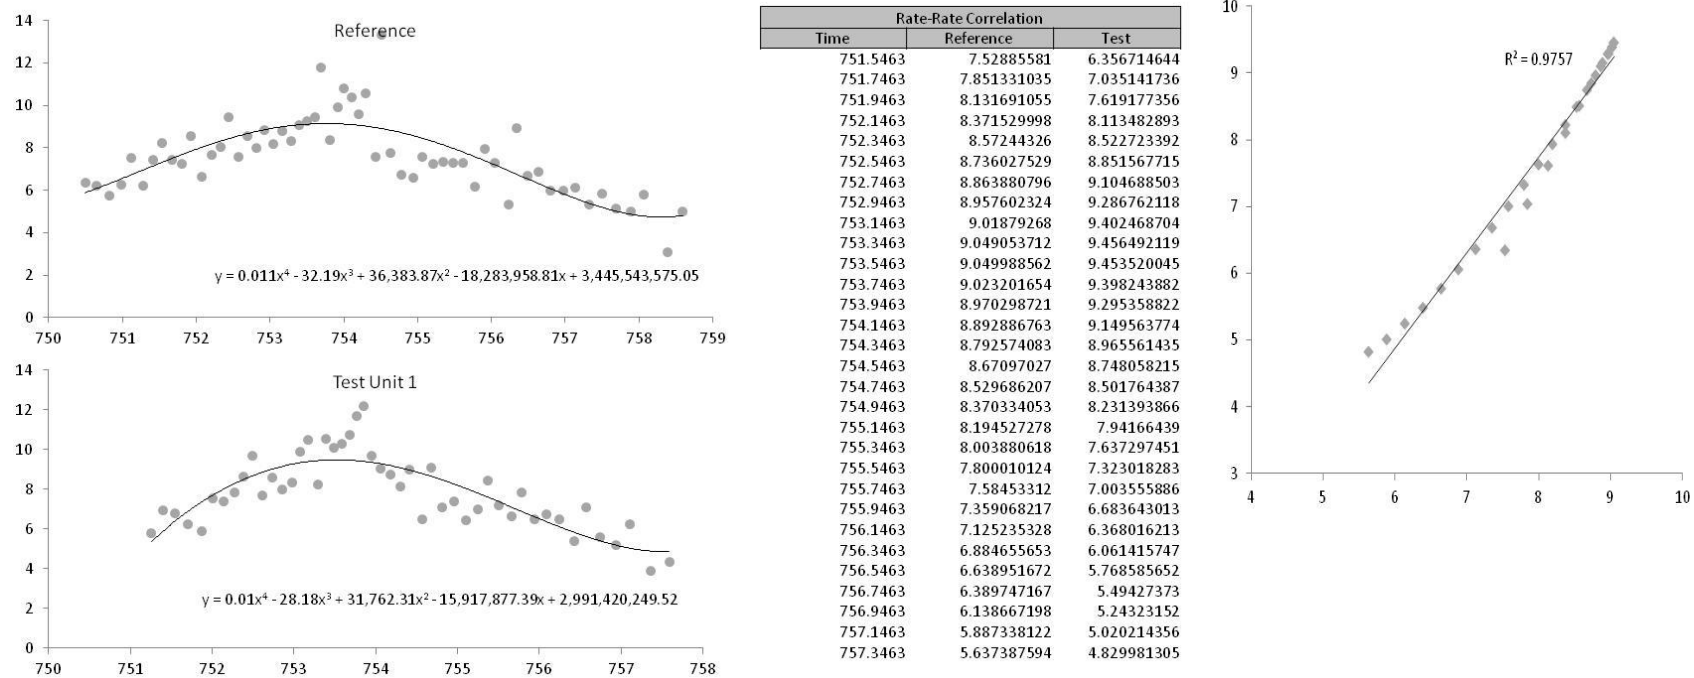 Reference
14
12
10
8
6
4
2
0
y = 0.011x⁴ - 32.19x³ + 36,383.87x² - 18,283,958.81x + 3,445,543,575.05
750 751 752 753 754 755 756 757 758 759
Test Unit 1
14
12
10
8
6
4
2
0
y = 0.01x⁴ - 28.18x³ + 31,762.31x² - 15,917,877.39x + 2,991,420,249.52
750 751 752 753 754 755 756 757 758
Rate-Rate Correlation
Time Reference Test
751.5463 7.52885581 6.356714644
751.7463 7.851331035 7.035141736
751.9463 8.131691055 7.619177356
752.1463 8.371529998 8.113482893
752.3463 8.57244326 8.522723392
752.5463 8.736027529 8.851567715
752.7463 8.863880796 9.104688503
752.9463 8.957602324 9.286762118
753.1463 9.01879268 9.402468704
753.3463 9.049053712 9.456492119
753.5463 9.049988562 9.453520045
753.7463 9.023201654 9.398243882
753.9463 8.970298721 9.295358822
754.1463 8.892886763 9.149563774
754.3463 8.792574083 8.965561435
754.5463 8.67097027 8.748058215
754.7463 8.529686207 8.501764387
754.9463 8.370334053 8.231393866
755.1463 8.194527278 7.94166439
755.3463 8.003880618 7.637297451
755.5463 7.800010124 7.323018283
755.7463 7.58453312 7.003555886
755.9463 7.359068217 6.683643013
756.1463 7.125235328 6.368016213
756.3463 6.884655653 6.061415747
756.5463 6.638951672 5.768585652
756.7463 6.389747167 5.49427373
756.9463 6.138667198 5.24323152
757.1463 5.887338122 5.020214356
757.3463 5.637387594 4.829981305
10
9
8
7
6
5
4
3
R² = 0.9757
4 5 6 7 8 9 10